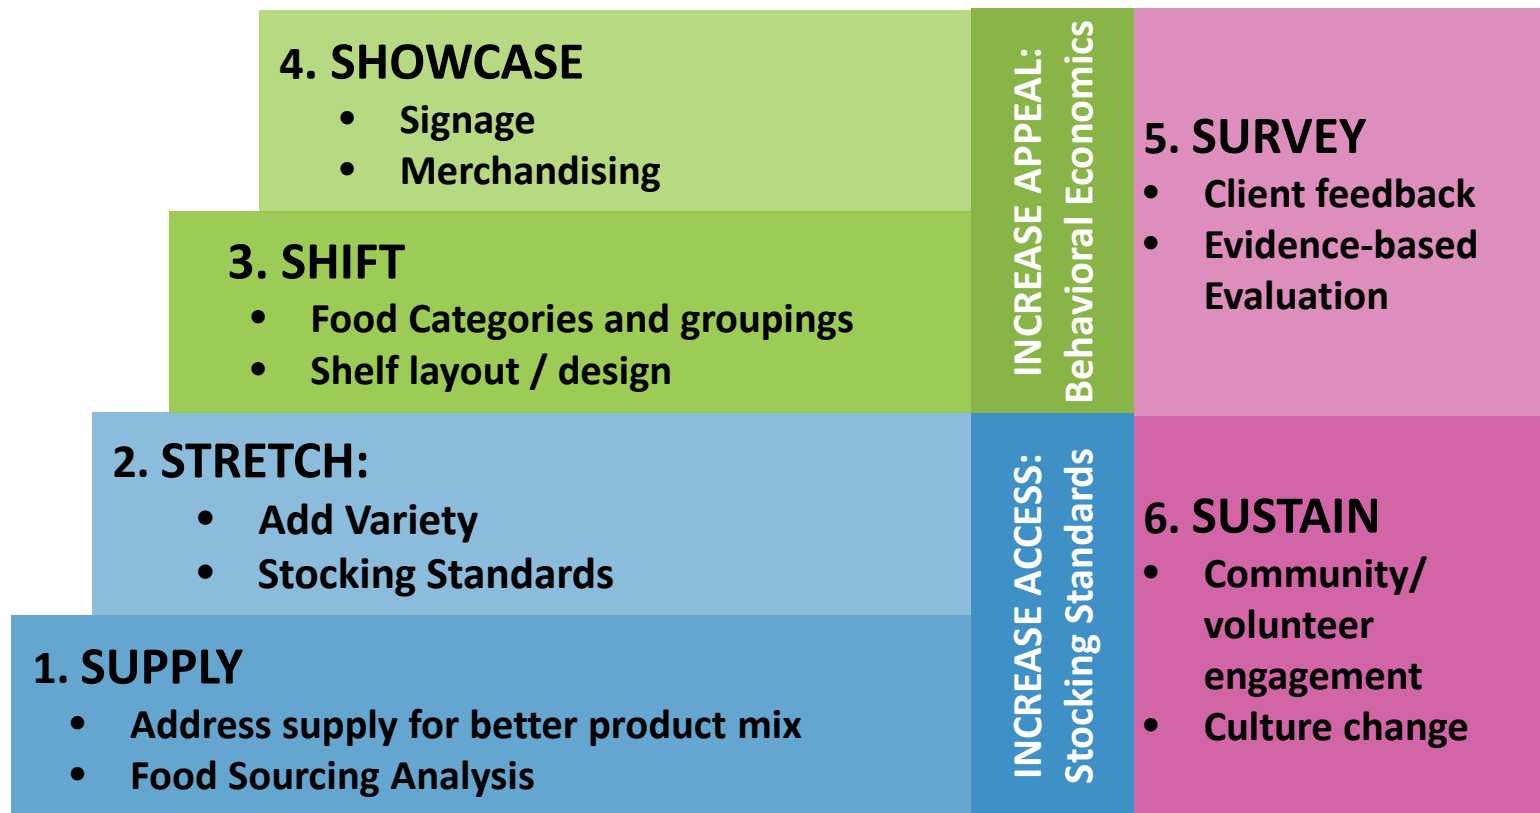 4. SHOWCASE
• Signage
• Merchandising
3. SHIFT
• Food Categories and groupings
• Shelf layout / design
2. STRETCH:
• Add Variety
• Stocking Standards
1. SUPPLY
• Address supply for better product mix
• Food Sourcing Analysis
INCREASE APPEAL:
Behavioral Economics
INCREASE ACCESS:
Stocking Standards
5. SURVEY
• Client feedback
• Evidence-based
Evaluation
6. SUSTAIN
• Community/
volunteer
engagement
• Culture change